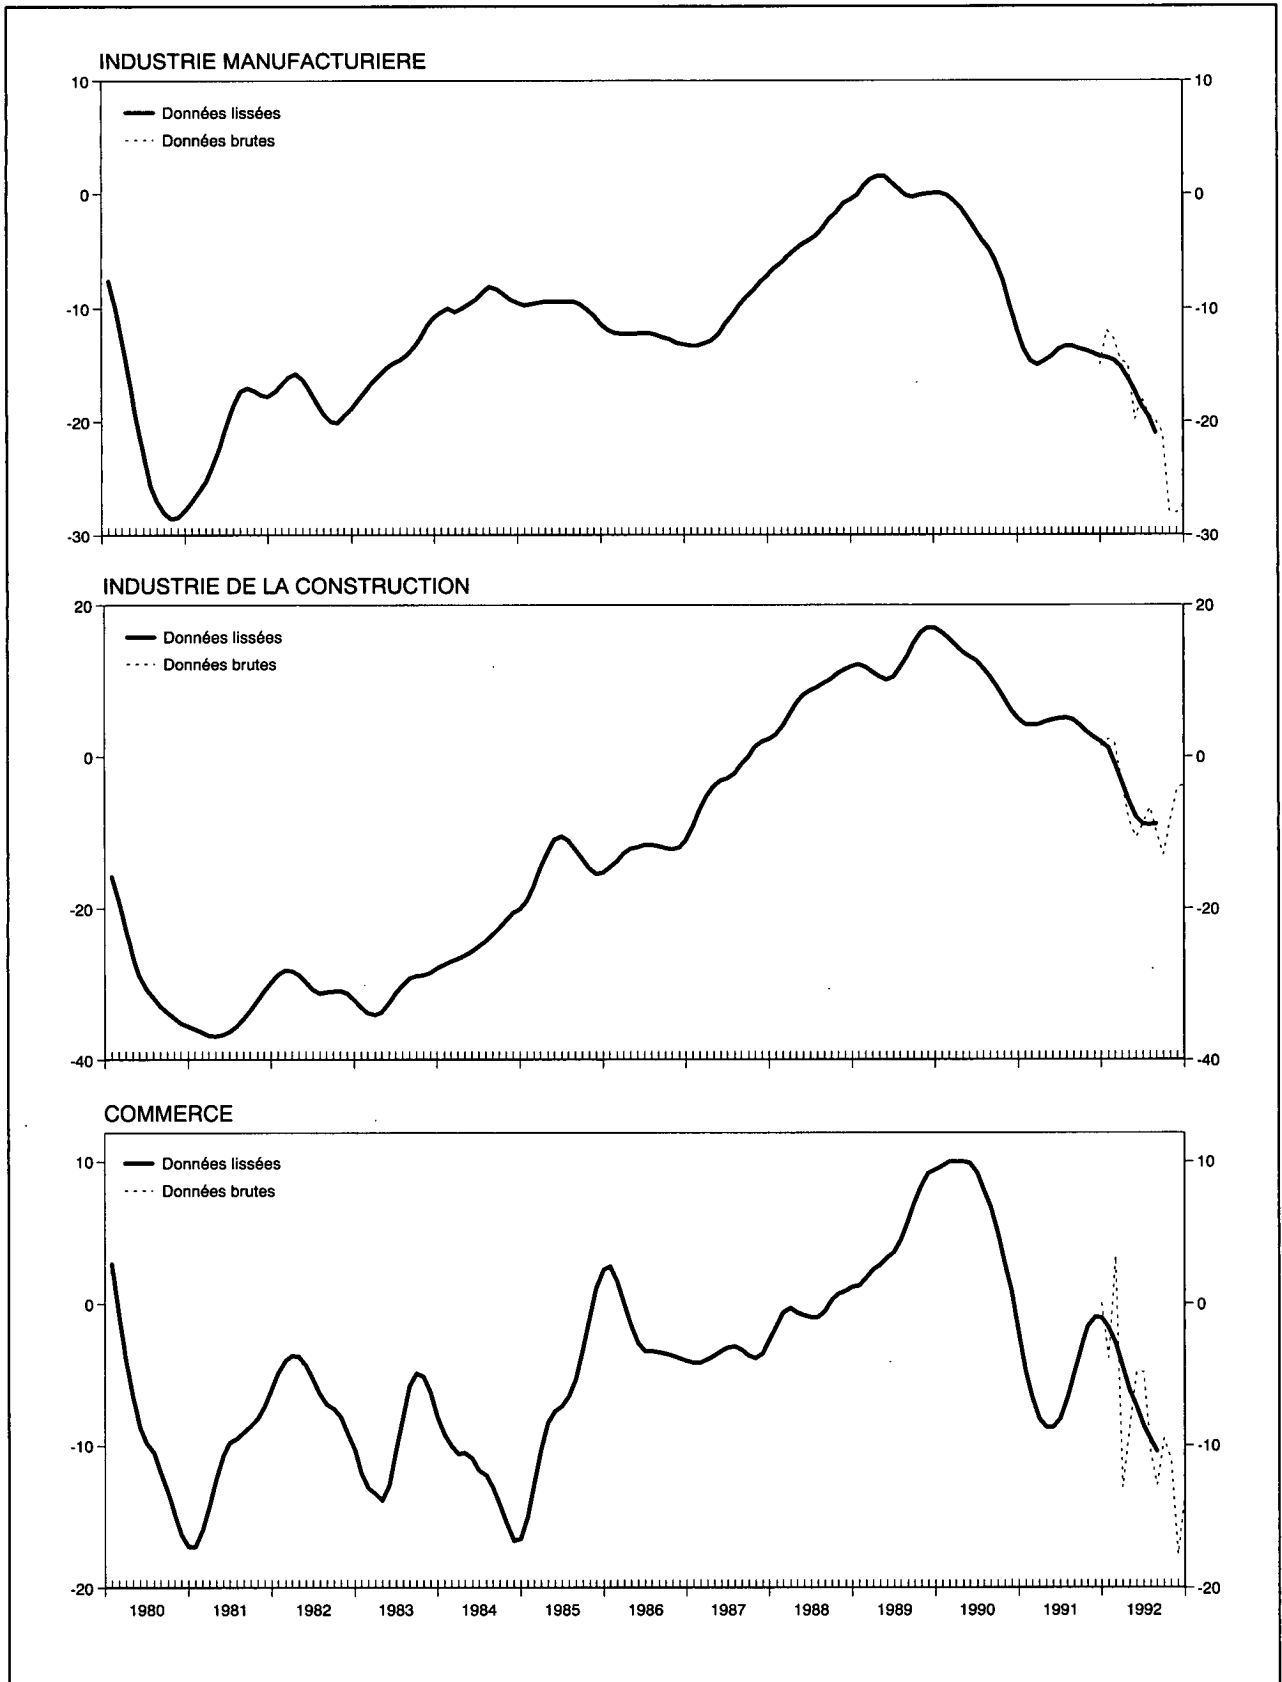 INDUSTRIE MANUFACTURIERE
10
10
Données lissées
Données brutes
0
0
-10
-10
-20
-20
-30
-30
INDUSTRIE DE LA CONSTRUCTION
20
20
Données lissées
Données brutes
0
0
-20
-20
-40
-40
COMMERCE
10
10
Données lissées
Données brutes
0
0
-10
-10
-20
-20
1980 1981 1982 1983 1984 1985 1986 1987 1988 1989 1990 1991 1992